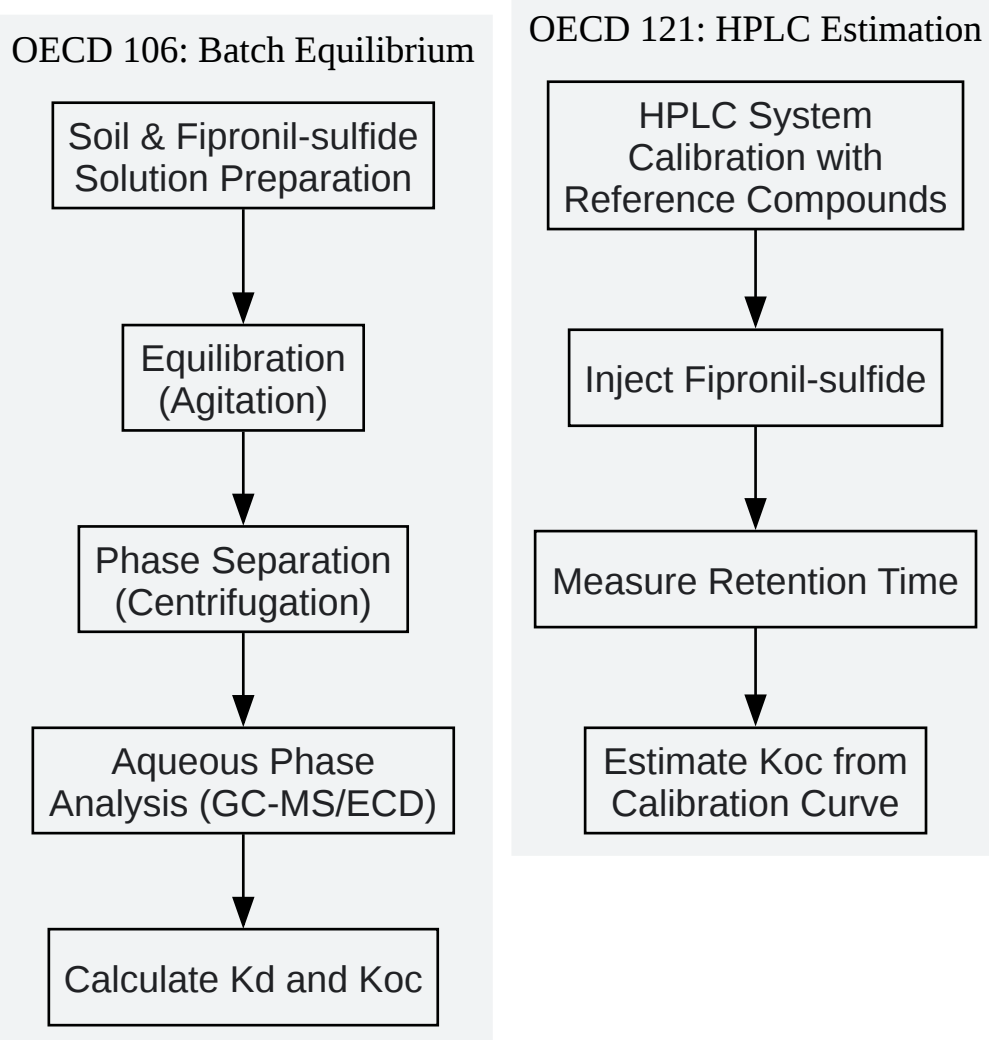 OECD 106: Batch Equilibrium
Soil & Fipronil-sulfide
Solution Preparation
Equilibration
(Agitation)
Phase Separation
(Centrifugation)
Aqueous Phase
Analysis (GC-MS/ECD)
Calculate Kd and Koc
OECD 121: HPLC Estimation
HPLC System
Calibration with
Reference Compounds
Inject Fipronil-sulfide
Measure Retention Time
Estimate Koc from
Calibration Curve